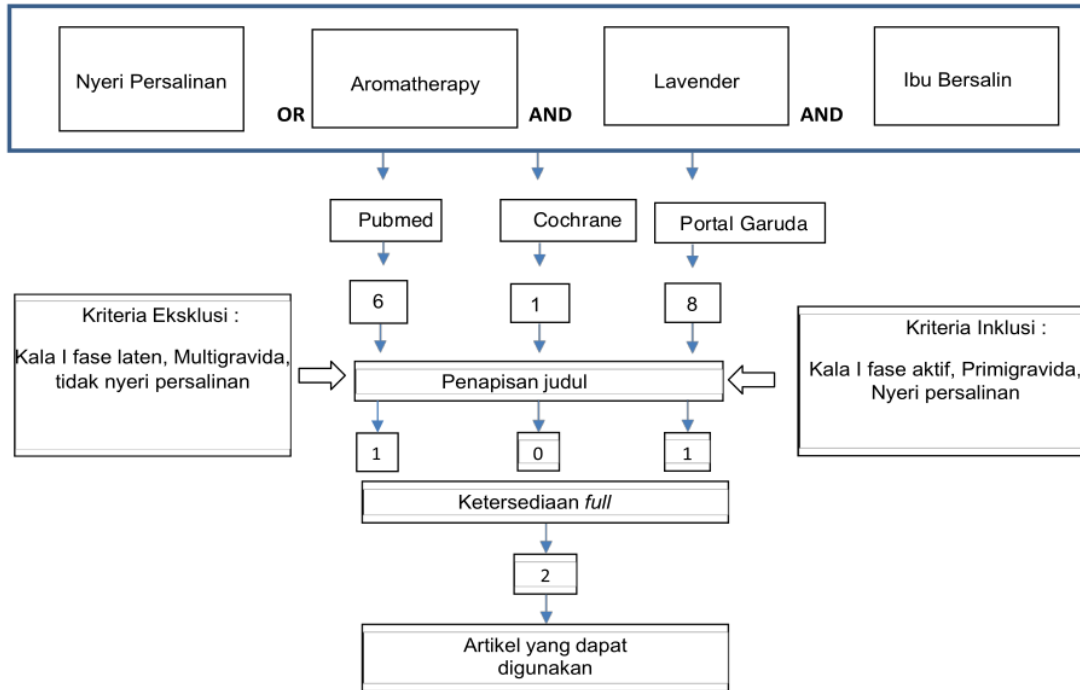 Nyeri Persalinan
OR
Aromatherapy
AND
Lavender
AND
Ibu Bersalin
Pubmed
Cochrane
Portal Garuda
6
1
8
Kriteria Eksklusi :
Kala I fase laten, Multigravida,
tidak nyeri persalinan
Penapisan judul
Kriteria Inklusi :
Kala I fase aktif, Primigravida,
Nyeri persalinan
1
0
1
Ketersediaan full
2
Artikel yang dapat
digunakan